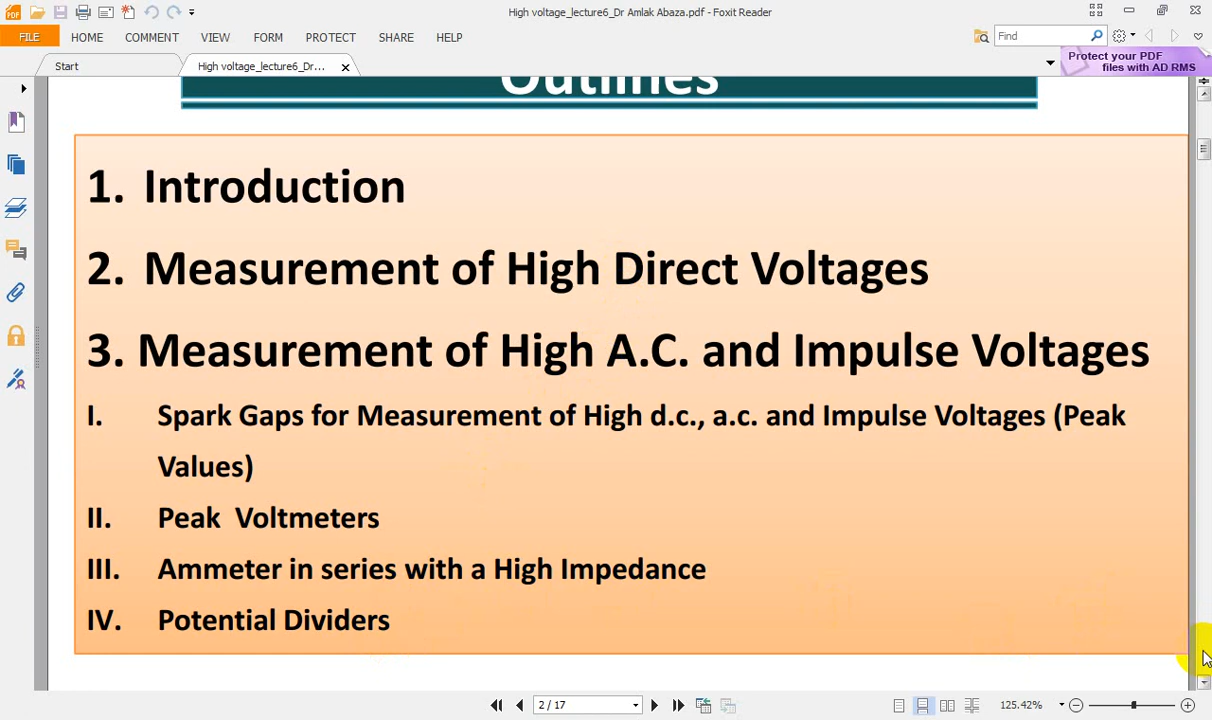 High voltage_lecture6_Dr Amlak Abaza.pdf - Foxit Reader
FILE HOME COMMENT VIEW FORM PROTECT SHARE HELP
Find
Start High voltage_lecture6_Dr...
Protect your PDF
files with AD RMS
Outlines
1. Introduction
2. Measurement of High Direct Voltages
3. Measurement of High A.C. and Impulse Voltages
I. Spark Gaps for Measurement of High d.c., a.c. and Impulse Voltages (Peak
Values)
II. Peak Voltmeters
III. Ammeter in series with a High Impedance
IV. Potential Dividers
2 / 17
125.42%